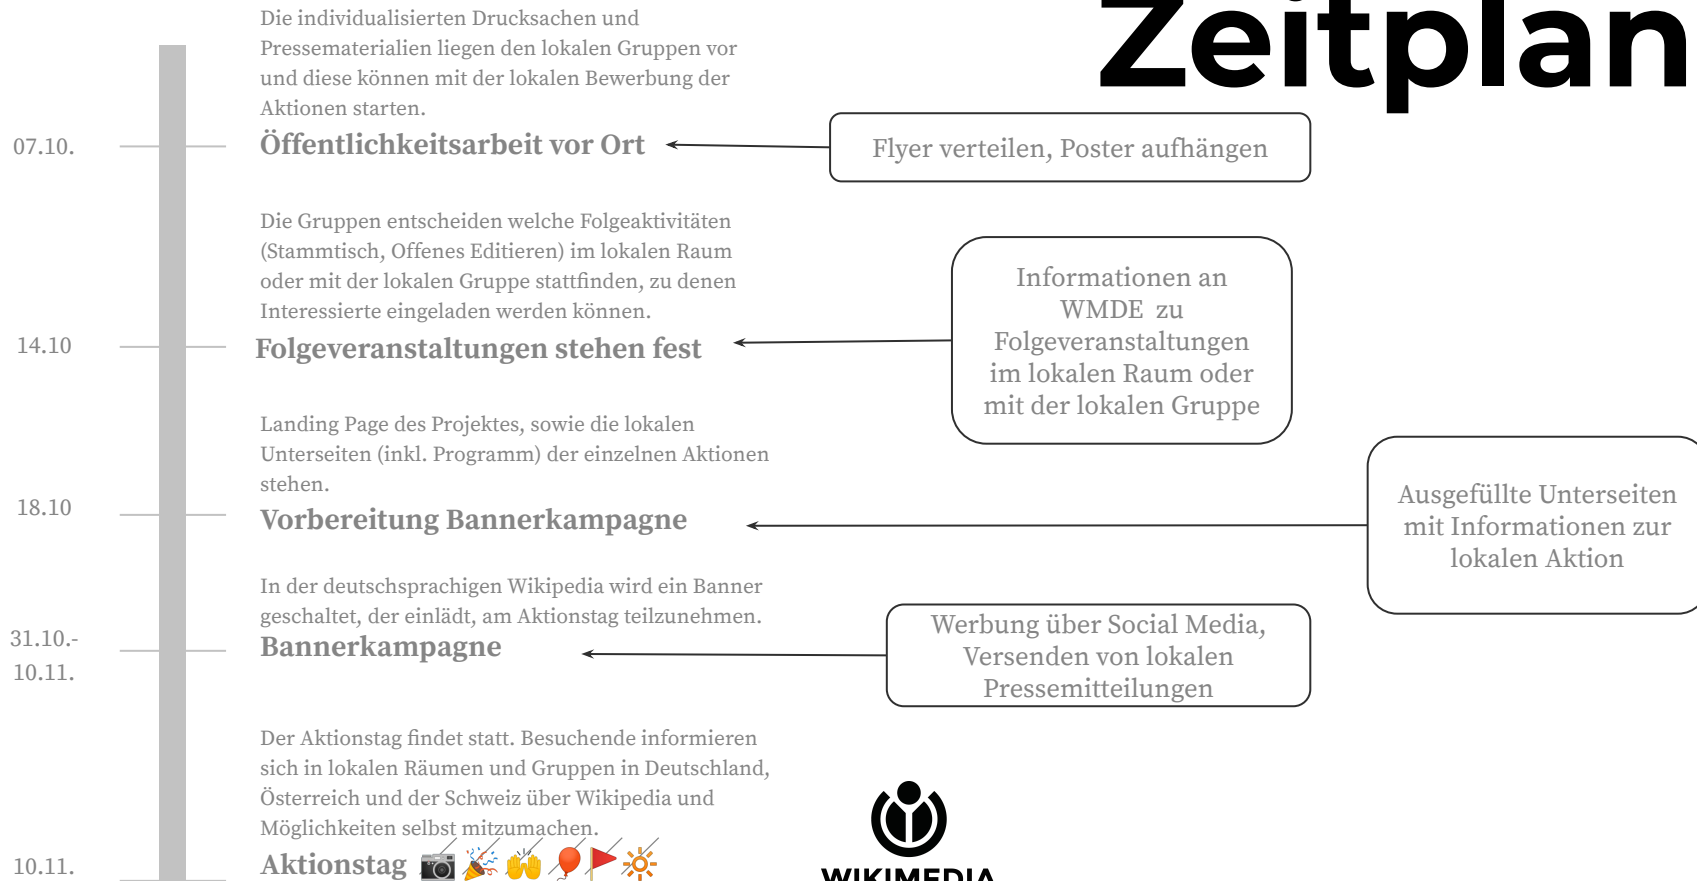 Zeitplan
Die individualisierten Drucksachen und
Pressematerialien liegen den lokalen Gruppen vor
und diese können mit der lokalen Bewerbung der
Aktionen starten.
07.10.
Öffentlichkeitsarbeit vor Ort
Flyer verteilen, Poster aufhängen
Die Gruppen entscheiden welche Folgeaktivitäten
(Stammtisch, Offenes Editieren) im lokalen Raum
oder mit der lokalen Gruppe stattfinden, zu denen
Interessierte eingeladen werden können.
14.10
Folgeveranstaltungen stehen fest
Informationen an
WMDE zu
Folgeveranstaltungen
im lokalen Raum oder
mit der lokalen Gruppe
Landing Page des Projektes, sowie die lokalen
Unterseiten (inkl. Programm) der einzelnen Aktionen
stehen.
18.10
Vorbereitung Bannerkampagne
Ausgefüllte Unterseiten
mit Informationen zur
lokalen Aktion
In der deutschsprachigen Wikipedia wird ein Banner
geschaltet, der einlädt, am Aktionstag teilzunehmen.
31.10.-
10.11.
Bannerkampagne
Werbung über Social Media,
Versenden von lokalen
Pressemitteilungen
Der Aktionstag findet statt. Besuchende informieren
sich in lokalen Räumen und Gruppen in Deutschland,
Österreich und der Schweiz über Wikipedia und
Möglichkeiten selbst mitzumachen.
10.11.
Aktionstag 📷🎉🙌🎈🚩🔆
WIKIMEDIA